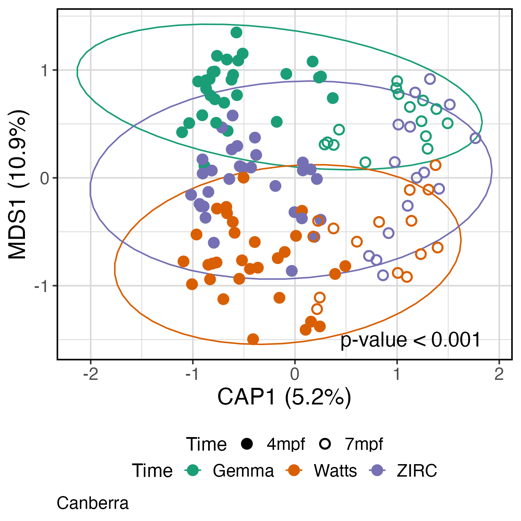 1
0
-1
MDS1 (10.9%)
p-value < 0.001
-2 -1 0 1 2
CAP1 (5.2%)
Time 4mpf 7mpf
Time Gemma Watts ZIRC
Canberra